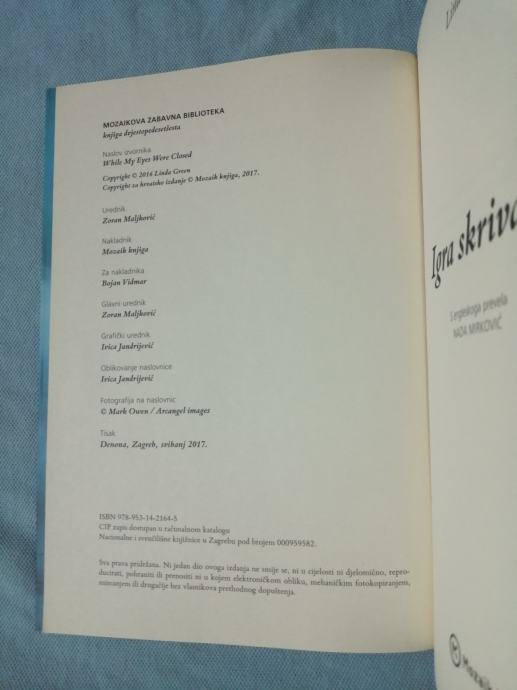 MOZAIKOVA ZABAVNA BIBLIOTEKA
knjiga dvjestopedesetšesta
Naslov izvornika
While My Eyes Were Closed
Copyright © 2016 Linda Green
Copyright za hrvatsko izdanje © Mozaik knjiga, 2017.
Urednik
Zoran Maljković
Nakladnik
Mozaik knjiga
Za nakladnika
Bojan Vidmar
Glavni urednik
Zoran Maljković
Grafički urednik
Ivica Jandrijević
Oblikovanje naslovnice
Ivica Jandrijević
Fotografija na naslovnic
© Mark Owen / Arcangel images
Tisak
Denona, Zagreb, svibanj 2017.
ISBN 978-953-14-2164-5
CIP zapis dostupan u računalnom katalogu
Nacionalne i sveučilišne knjižnice u Zagrebu pod brojem 000959582.
Sva prava pridržana. Ni jedan dio ovoga izdanja ne smije se, ni u cijelosti ni djelomično, repro-
ducirati, pohraniti ili prenositi ni u kojem elektroničkom obliku, mehaničkim fotokopiranjem,
snimanjem ili drugačije bez vlasnikova prethodnog dopuštenja.
Igra
S engleskoga prevela
NADA MIRKOVIĆ